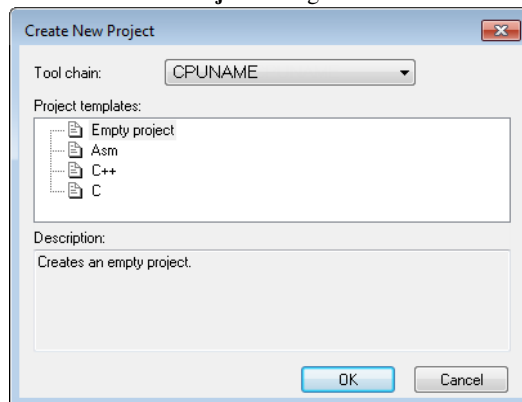 Create New Project
Tool chain: CPUNAME
Project templates:
Empty project
Asm
C++
C
Description:
Creates an empty project.
OK Cancel